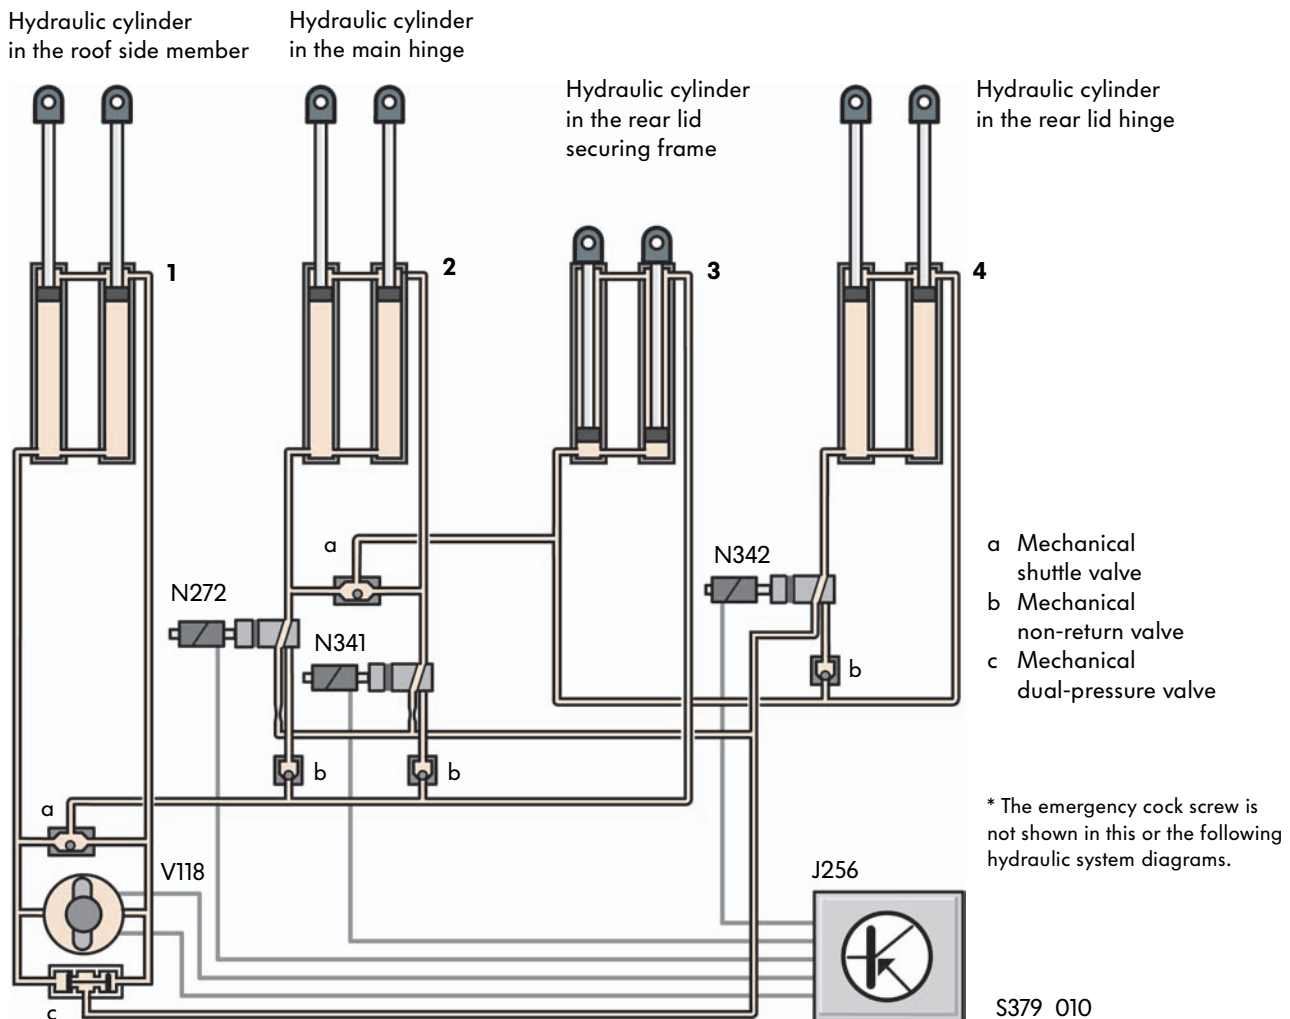 Hydraulic cylinder
in the roof side member
Hydraulic cylinder
in the main hinge
Hydraulic cylinder
in the rear lid
securing frame
Hydraulic cylinder
in the rear lid hinge
1
2
3
4
a
N272
N341
N342
b
b
b
a
V118
c
J256
a Mechanical
shuttle valve
b Mechanical
non-return valve
c Mechanical
dual-pressure valve
* The emergency cock screw is
not shown in this or the following
hydraulic system diagrams.
S379_010